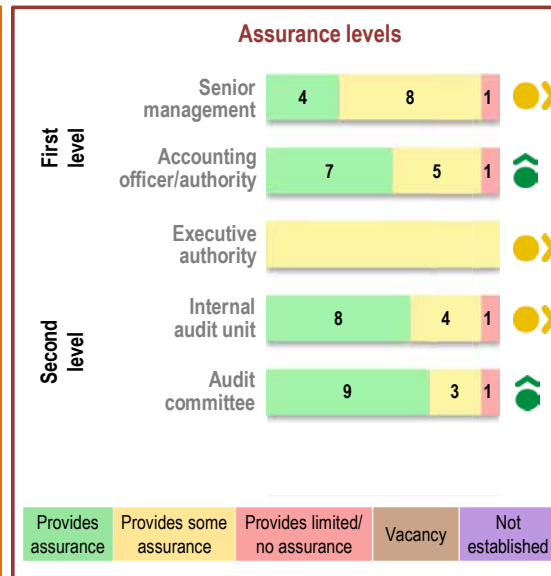 Assurance levels
First
level
Senior
management
4 8 1
Accounting
officer/authority
7 5 1
Executive
authority
Second
level
Internal
audit unit
8 4 1
Audit
committee
9 3 1
Provides
assurance
Provides some
assurance
Provides limited/
no assurance
Vacancy
Not
established